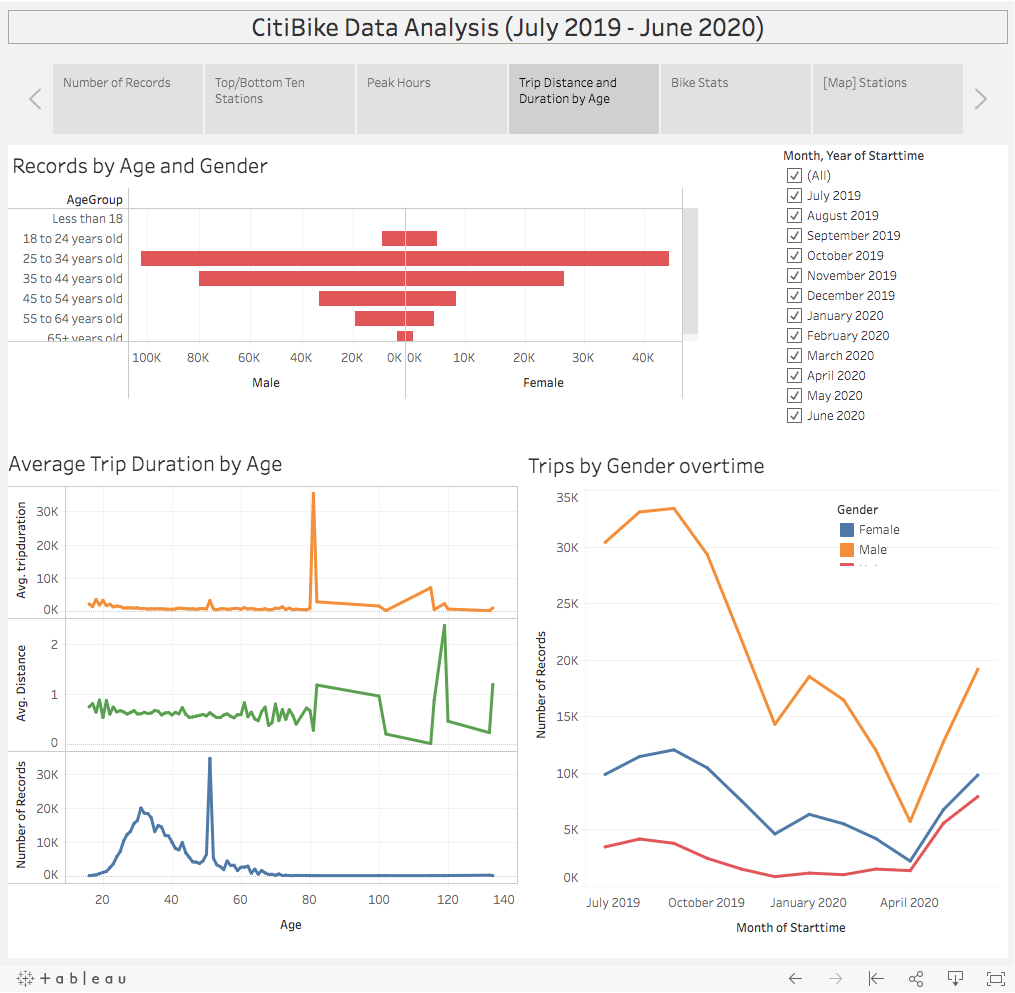 CitiBike Data Analysis (July 2019 - June 2020)
Number of Records
Top/Bottom Ten
Stations
Peak Hours
Trip Distance and
Duration by Age
Bike Stats
[Map] Stations
Records by Age and Gender
AgeGroup
Less than 18
18 to 24 years old
25 to 34 years old
35 to 44 years old
45 to 54 years old
55 to 64 years old
65+ years old
100K 80K 60K 40K 20K 0K 0K 10K 20K 30K 40K
Male Female
Month, Year of Starttime
(All)
July 2019
August 2019
September 2019
October 2019
November 2019
December 2019
January 2020
February 2020
March 2020
April 2020
May 2020
June 2020
Average Trip Duration by Age
Avg. tripduration
30K
20K
10K
0K
Avg. Distance
2
1
0
Number of Records
30K
20K
10K
0K
20 40 60 80 100 120 140
Age
Trips by Gender overtime
Number of Records
35K
30K
25K
20K
15K
10K
5K
0K
Gender
Female
Male
July 2019 October 2019 January 2020 April 2020
Month of Starttime
+ableau